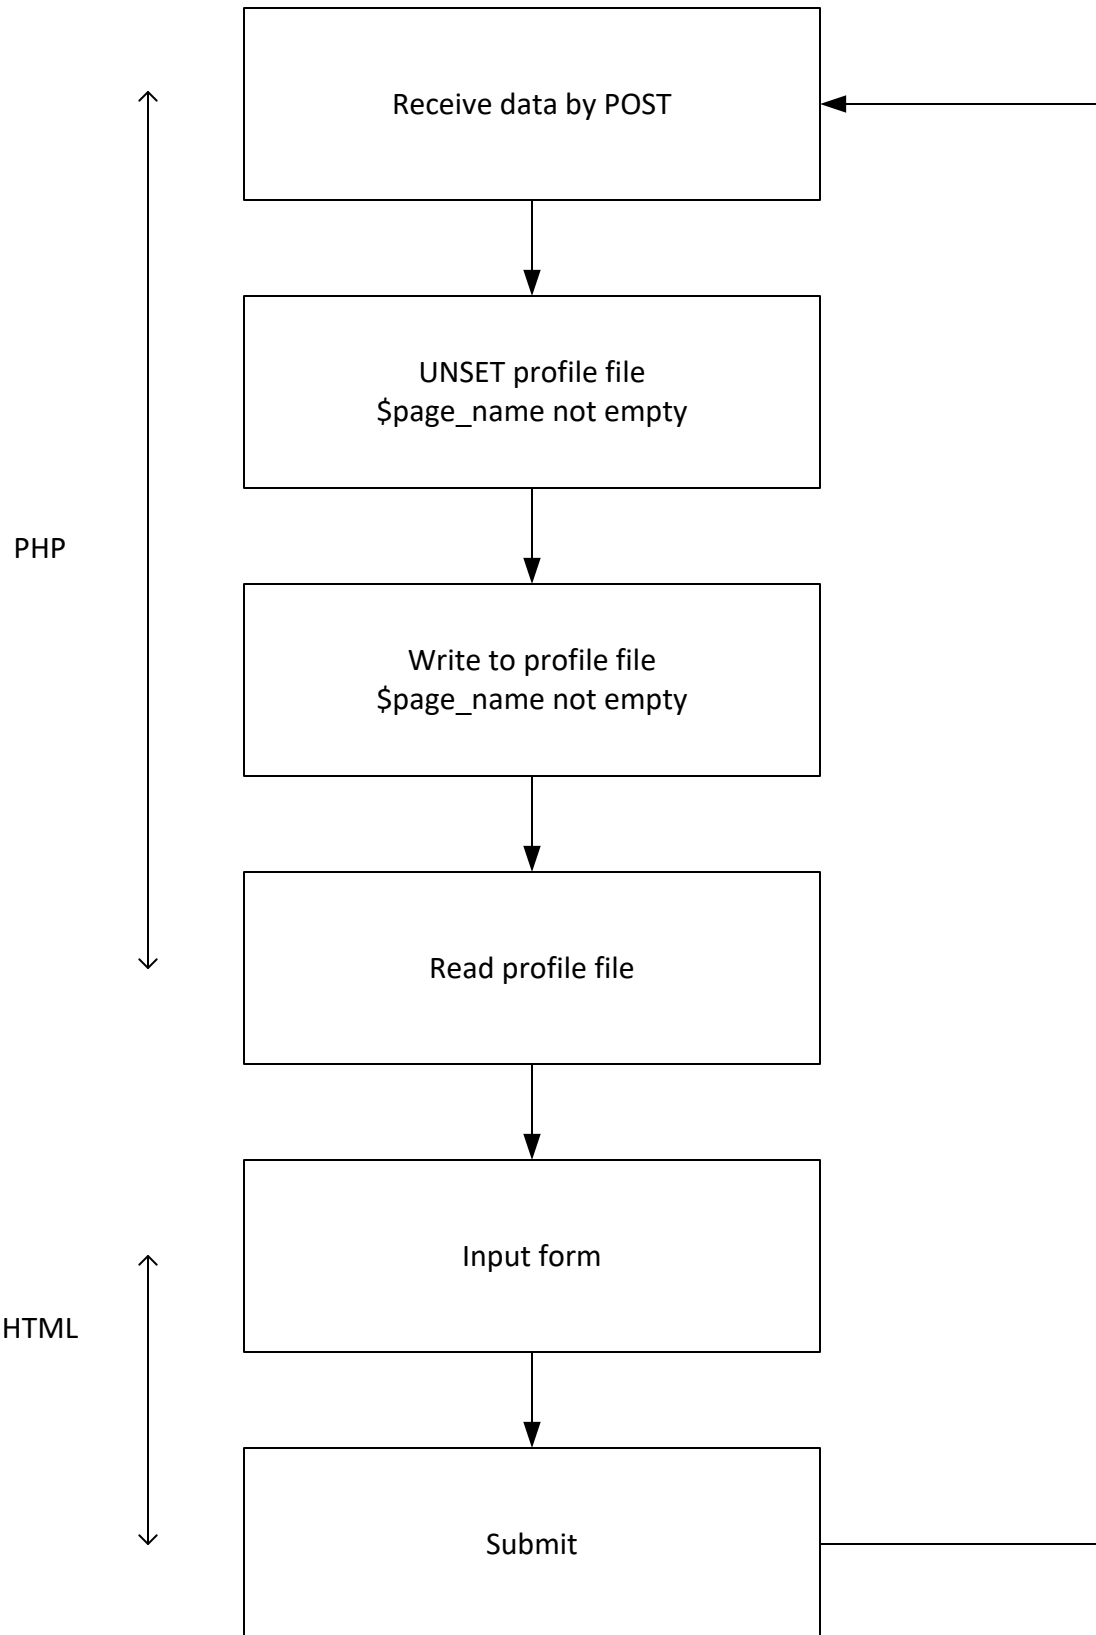 Receive data by POST
UNSET profile file
$page_name not empty
PHP
Write to profile file
$page_name not empty
Read profile file
Input form
HTML
Submit